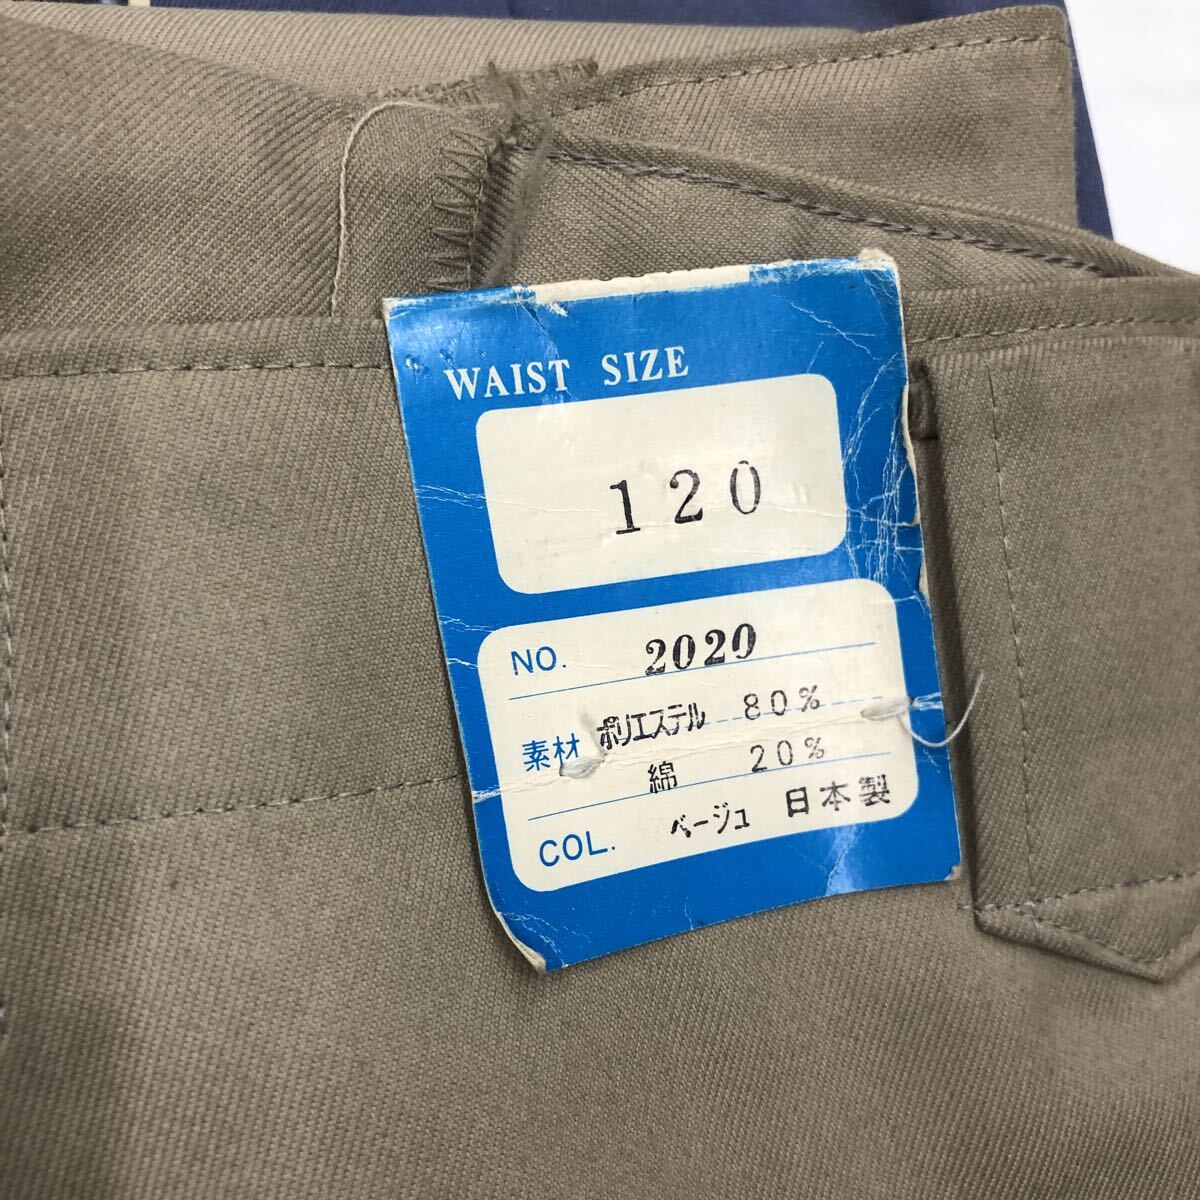 WAIST SIZE
120
NO. 2020
素材 ポリエステル 80%
綿 20%
COL. ベージュ 日本製